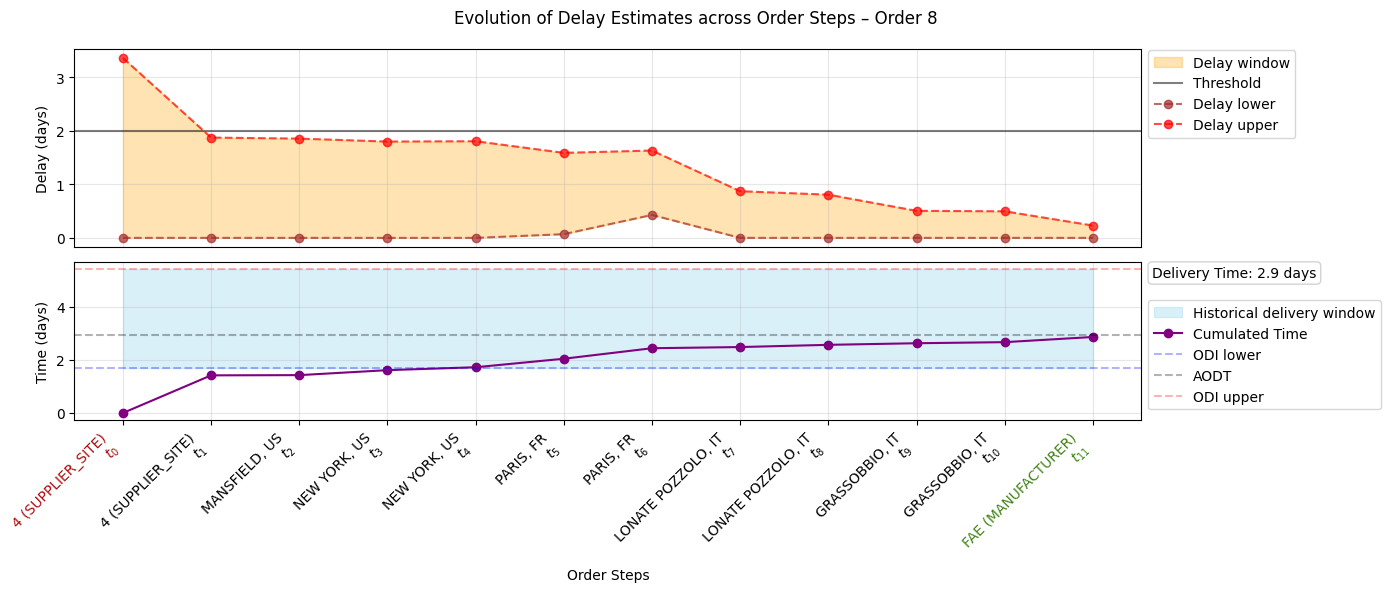 Evolution of Delay Estimates across Order Steps – Order 8
Delay (days)
3
2
1
0
Delay window
Threshold
Delay lower
Delay upper
Time (days)
4
2
0
Delivery Time: 2.9 days
Historical delivery window
Cumulated Time
ODI lower
AODT
ODI upper
4 (SUPPLIER_SITE)
t0
4 (SUPPLIER_SITE)
t1
MANSFIELD, US
t2
NEW YORK, US
t3
NEW YORK, US
t4
PARIS, FR
t5
PARIS, FR
t6
LONATE POZZOLO, IT
t7
LONATE POZZOLO, IT
t8
GRASSOBBIO, IT
t9
GRASSOBBIO, IT
t10
FAE (MANUFACTURER)
t11
Order Steps